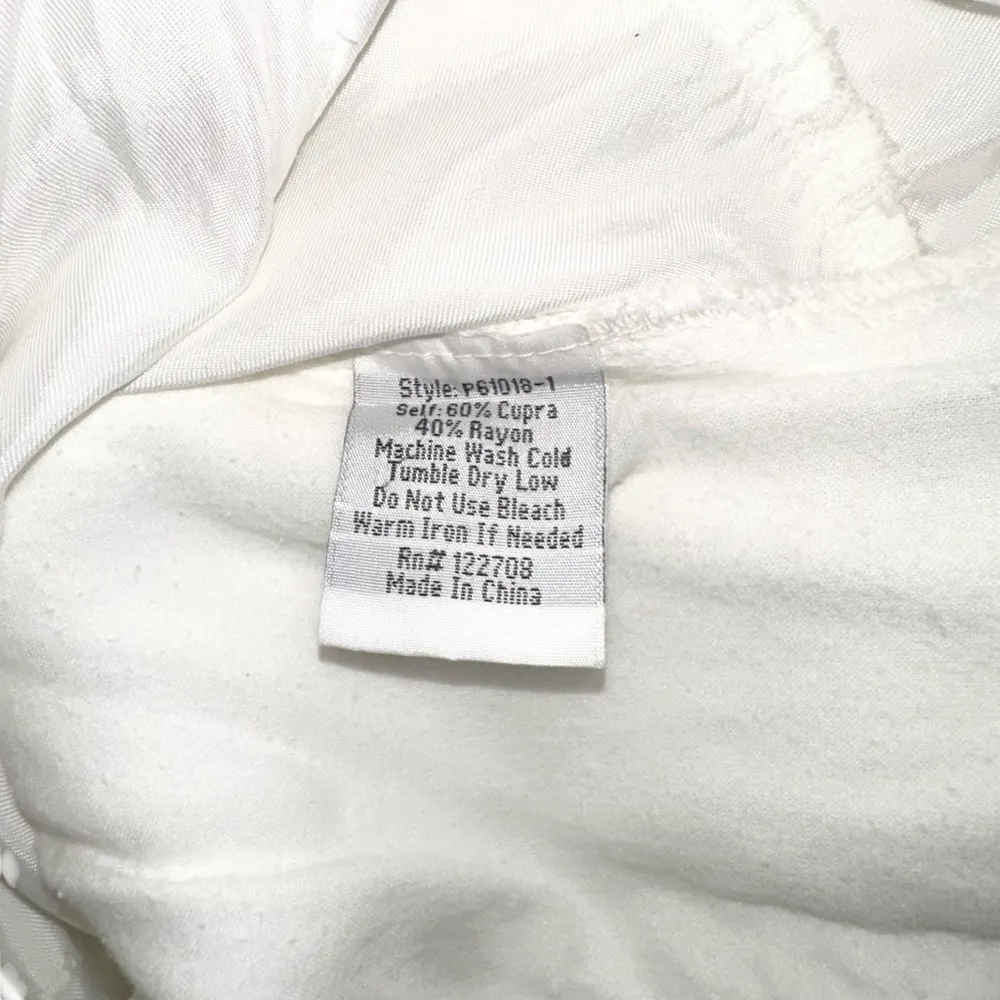 Style: P61018-1
Self: 60% Cupra
40% Rayon
Machine Wash Cold
Tumble Dry Low
Do Not Use Bleach
Warm Iron If Needed
Rn# 122708
Made In China